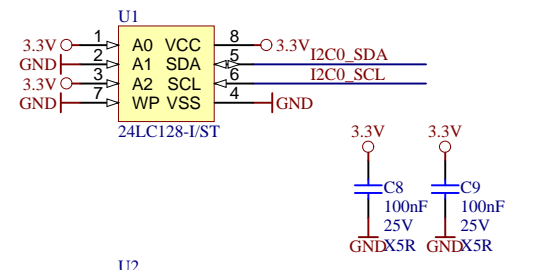 U1
3.3V 1 A0 VCC 8 3.3V
GND 2 A1 SDA 5 I2C0_SDA
3.3V 3 A2 SCL 6 I2C0_SCL
GND 7 WP VSS 4 GND
24LC128-I/ST
3.3V 3.3V
C8 C9
100nF 100nF
25V 25V
GND X5R GND X5R
U2